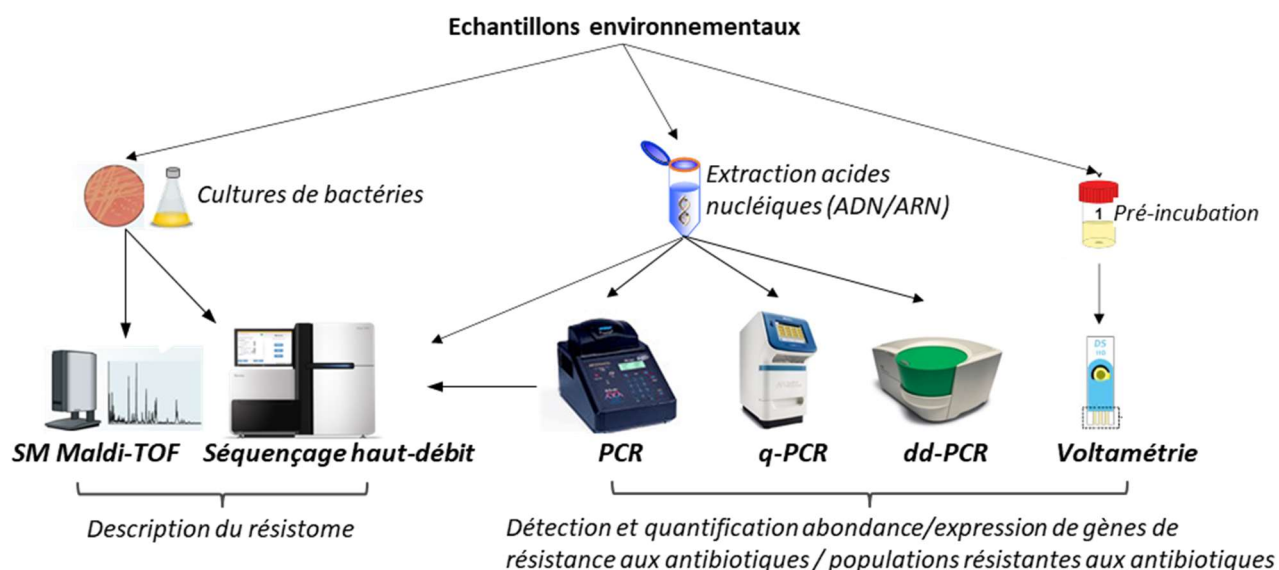 Echantillons environnementaux
Cultures de bactéries
Extraction acides
nucléiques (ADN/ARN)
1
Pré-incubation
DS
110
SM Maldi-TOF
Séquençage haut-débit
PCR
q-PCR
dd-PCR
Voltamétrie
Description du résistome
Détection et quantification abondance/expression de gènes de
résistance aux antibiotiques / populations résistantes aux antibiotiques